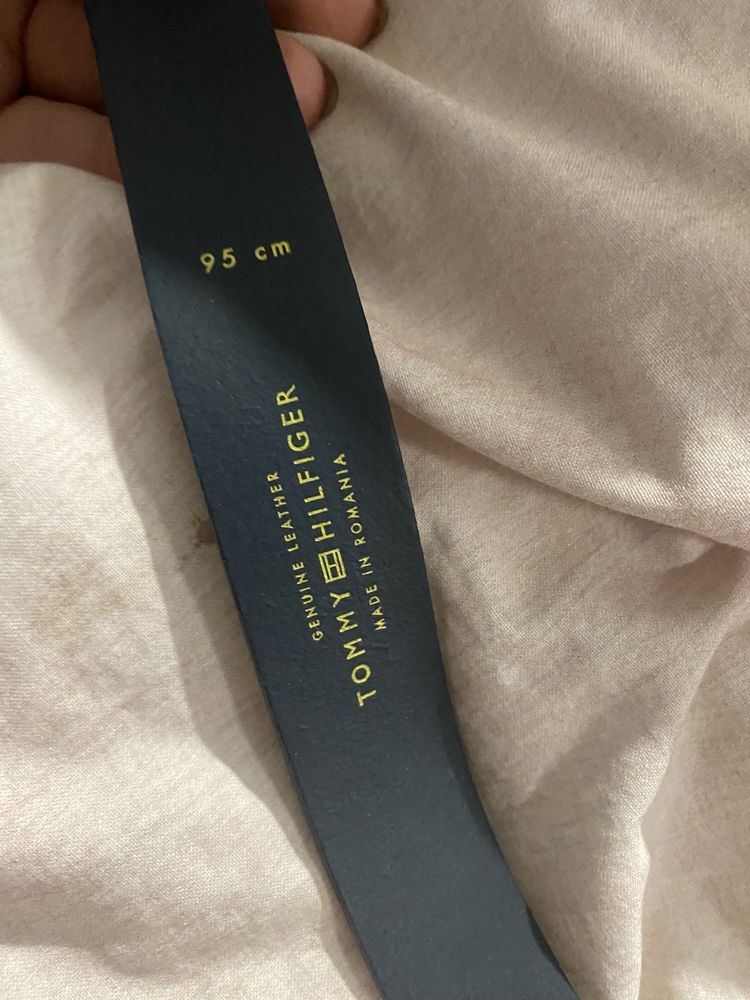 95 cm
GENUINE LEATHER
TOMMY HILFIGER
MADE IN ROMANIA